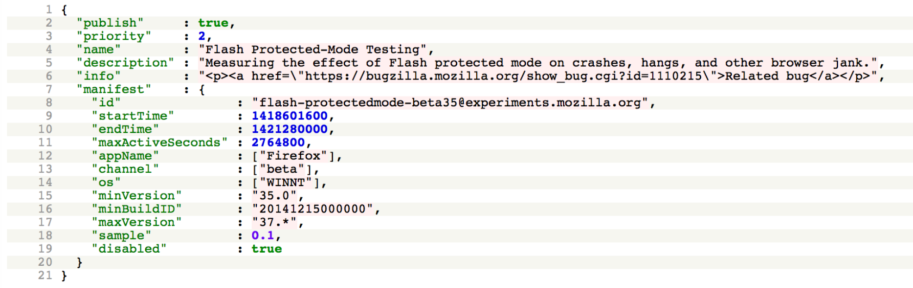 1 {
2   "publish"     : true,
3   "priority"    : 2,
4   "name"        : "Flash Protected-Mode Testing",
5   "description" : "Measuring the effect of Flash protected mode on crashes, hangs, and other browser jank.",
6   "info"        : "<p><a href=\"https://bugzilla.mozilla.org/show_bug.cgi?id=1110215\">Related bug</a></p>",
7   "manifest"    : {
8     "id"               : "flash-protectedmode-beta35@experiments.mozilla.org",
9     "startTime"        : 1418601600,
10     "endTime"          : 1421280000,
11     "maxActiveSeconds" : 2764800,
12     "appName"          : ["Firefox"],
13     "channel"          : ["beta"],
14     "os"               : ["WINNT"],
15     "minVersion"       : "35.0",
16     "minBuildID"       : "20141215000000",
17     "maxVersion"       : "37.*",
18     "sample"           : 0.1,
19     "disabled"         : true
20   }
21 }